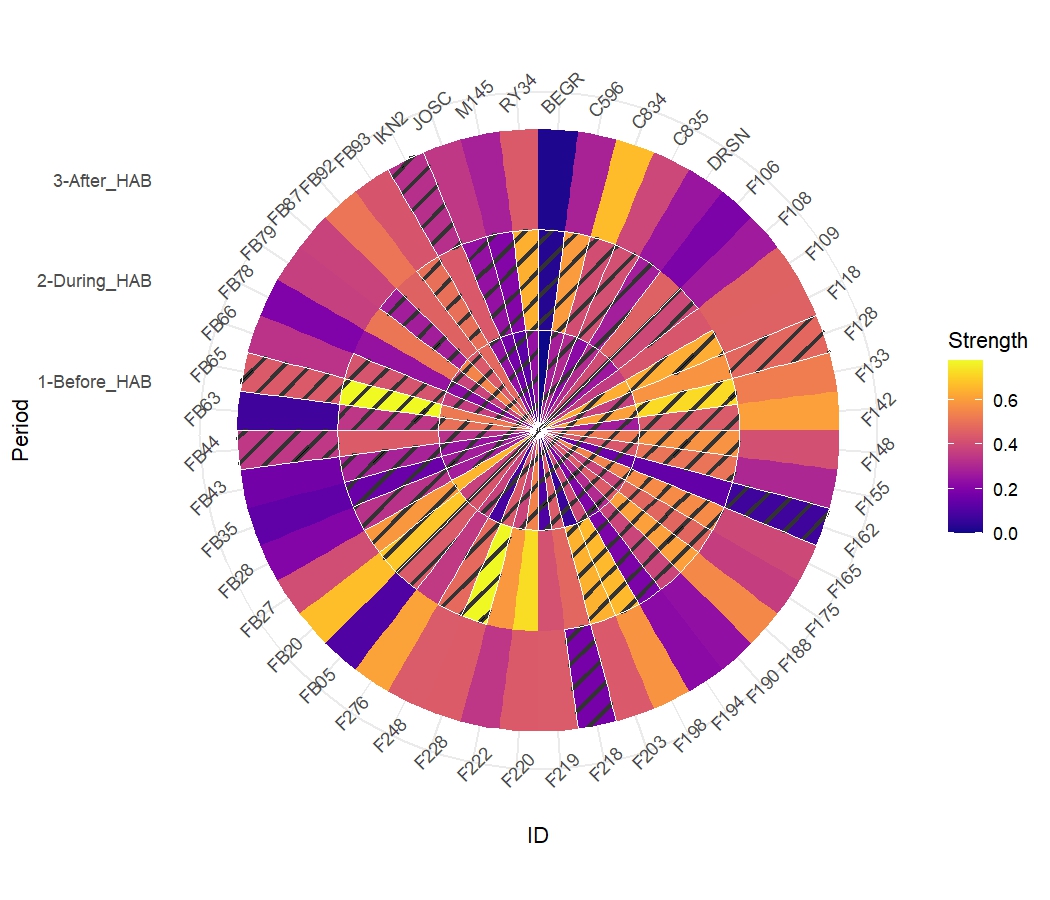 BEGR
C596
C834
C835
DRSN
F106
F108
F109
F118
F128
F133
F142
F148
F155
F162
F165
F175
F188
F190
F194
F198
F203
F218
F219
F220
F222
F228
F248
F276
FB05
FB20
FB27
FB28
FB35
FB43
FB44
FB63
FB65
FB66
FB78
FB79
FB87
FB92
FB93
IKN2
JOSC
M145
RY34
3-After_HAB
2-During_HAB
1-Before_HAB
Period
ID
Strength
0.6
0.4
0.2
0.0